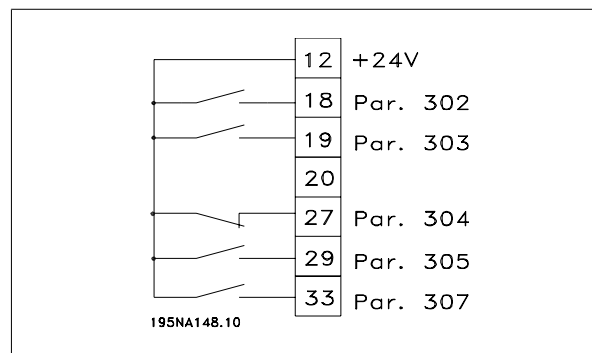 12 +24V
18 Par. 302
19 Par. 303
20
27 Par. 304
29 Par. 305
33 Par. 307
195NA148.10